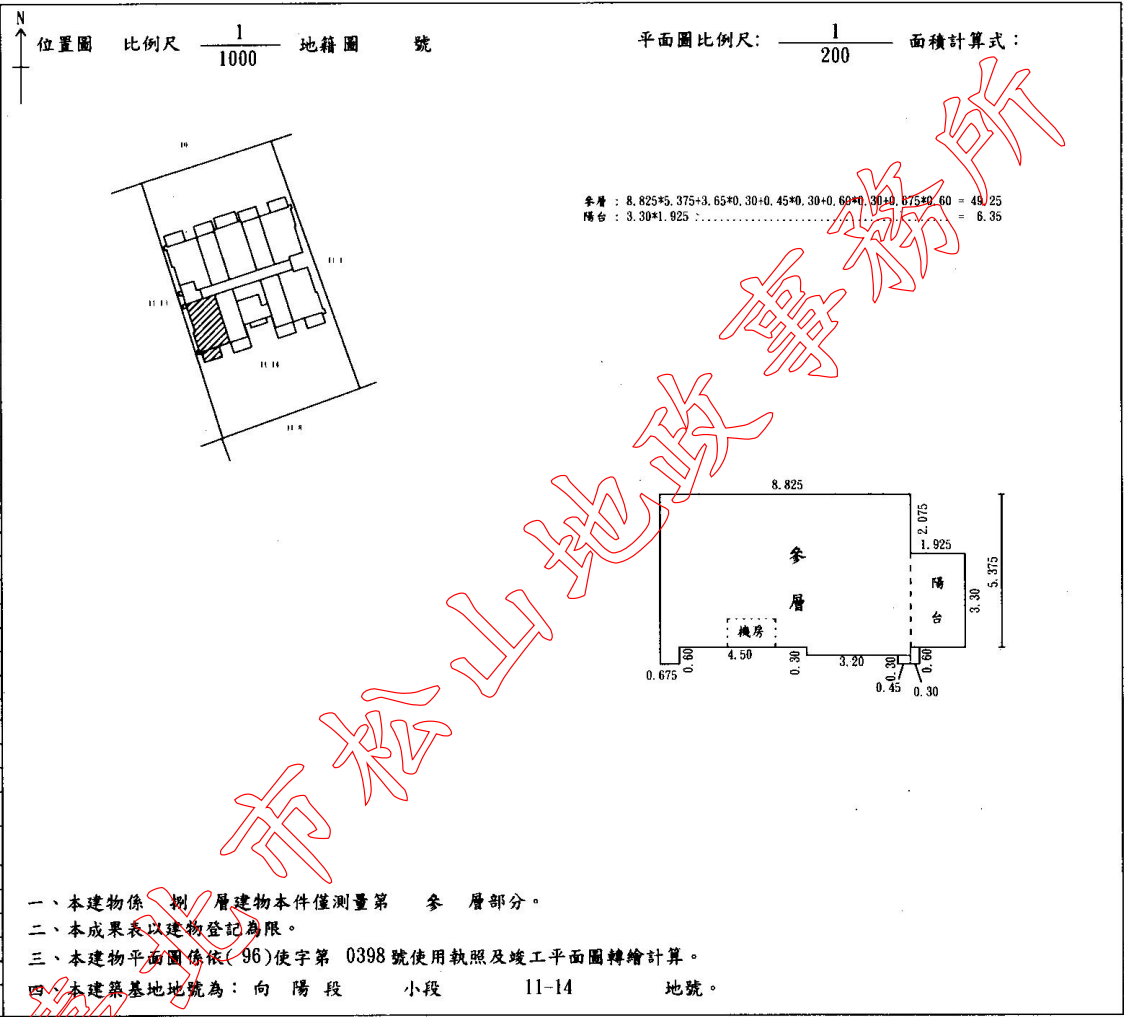 N
位置圖 比例尺 1/1000 地籍圖 號
平面圖比例尺: 1/200 面積計算式:
參層 : 8.825*5.375+3.65*0.30+0.45*0.30+0.60*0.30+0.675*0.60 = 49.25
陽台 : 3.30*1.925 = 6.35
11-14
8.825
2.075
1.925
5.375
3.30
參層
陽台
機房
0.675
0.60
4.50
0.30
3.20
0.30
0.60
0.45
0.30
一、本建物係 捌 層建物本件僅測量第 參 層部分。
二、本成果表以建物登記為限。
三、本建物平面圖係依( 96)使字第 0398 號使用執照及竣工平面圖轉繪計算。
四、本建築基地地號為: 向 陽 段 小段 11-14 地號。
臺北市松山地政事務所